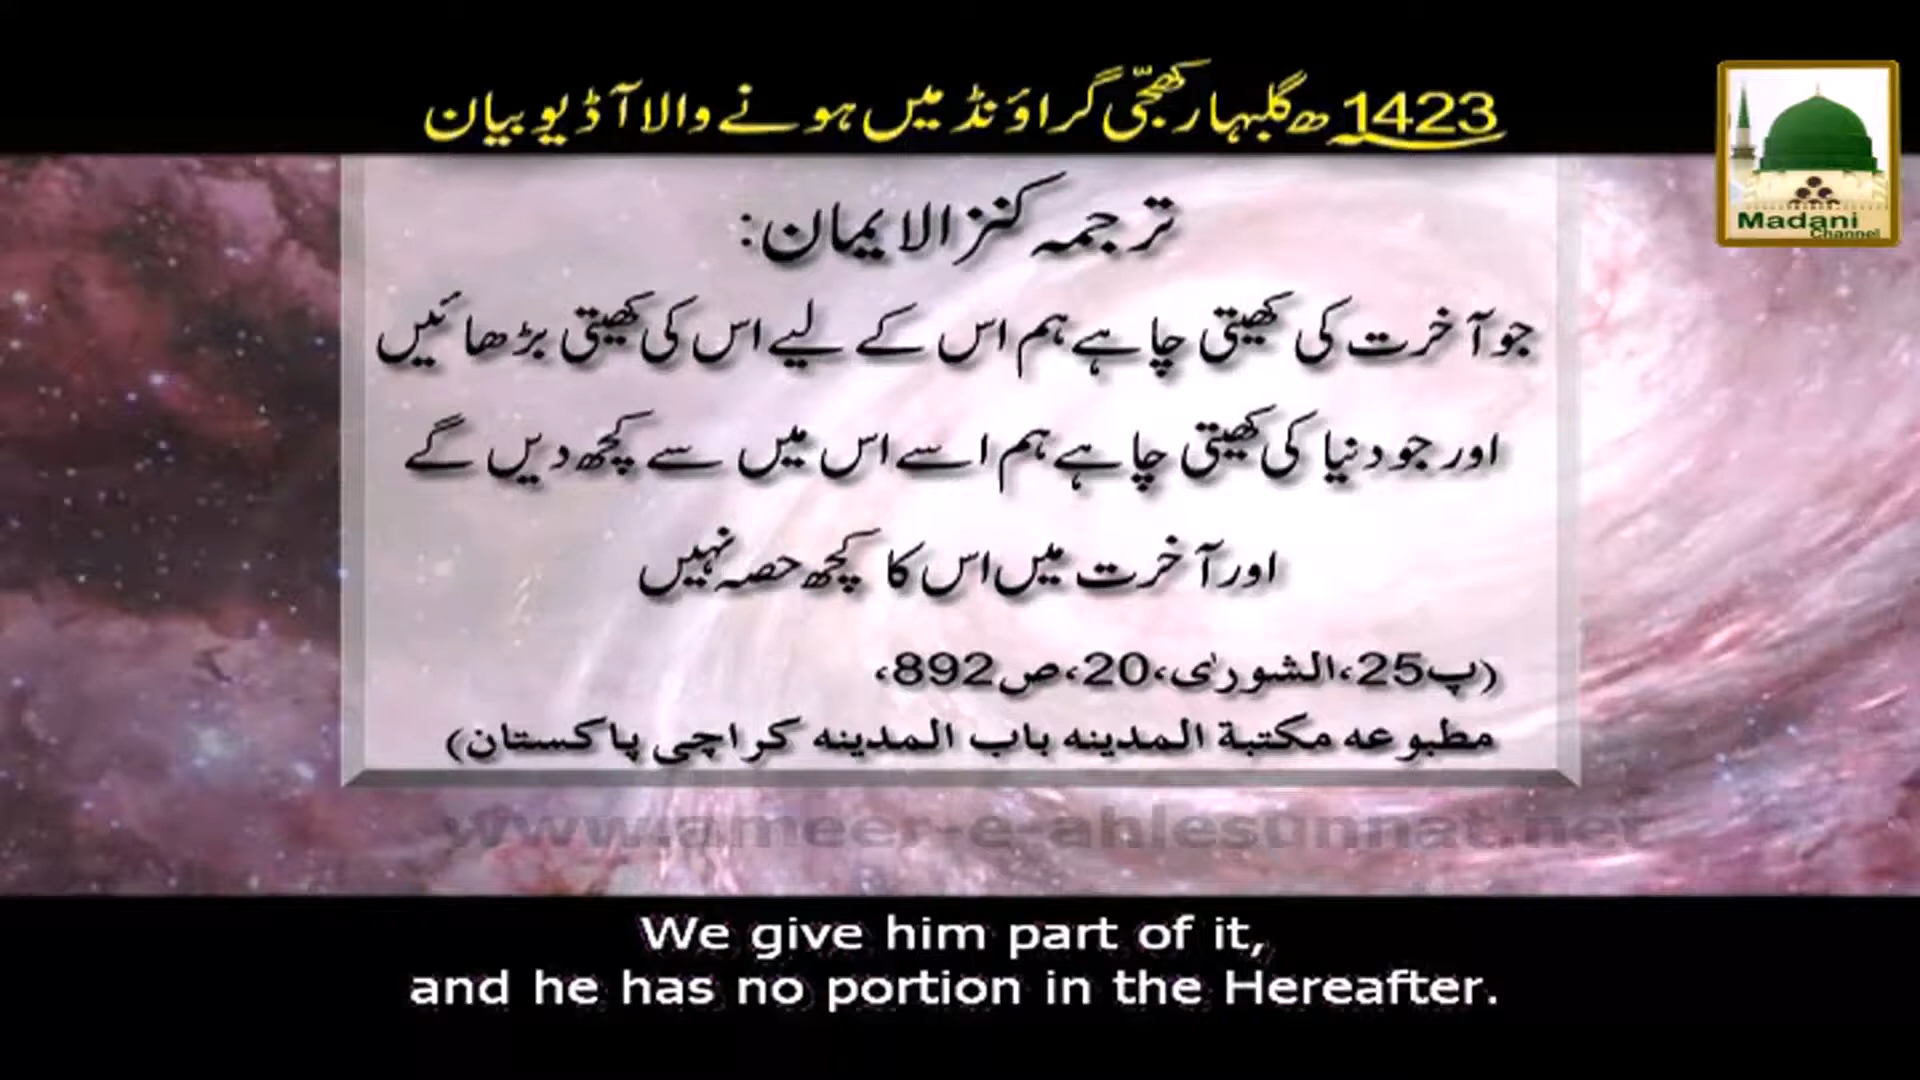 1423ھ گلبہار کھجّی گراؤنڈ میں ہونے والا آڈیو بیان
Madani
Channel
ترجمہ کنز الایمان:
جو آخرت کی کھیتی چاہے ہم اس کے لیے اس کی کھیتی بڑھائیں
اور جو دنیا کی کھیتی چاہے ہم اسے اس میں سے کچھ دیں گے
اور آخرت میں اس کا کچھ حصہ نہیں
(پ25، الشورٰی، 20، ص892،
مطبوعہ مکتبۃ المدینہ باب المدینہ کراچی پاکستان)
www.ameer-e-ahlesunnat.net
We give him part of it,
and he has no portion in the Hereafter.